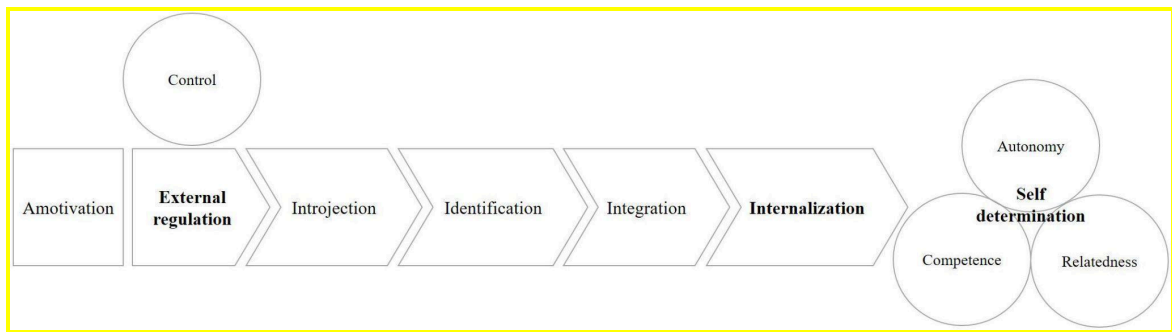 Control
Amotivation
External
regulation
Introjection
Identification
Integration
Internalization
Autonomy
Self
determination
Competence
Relatedness